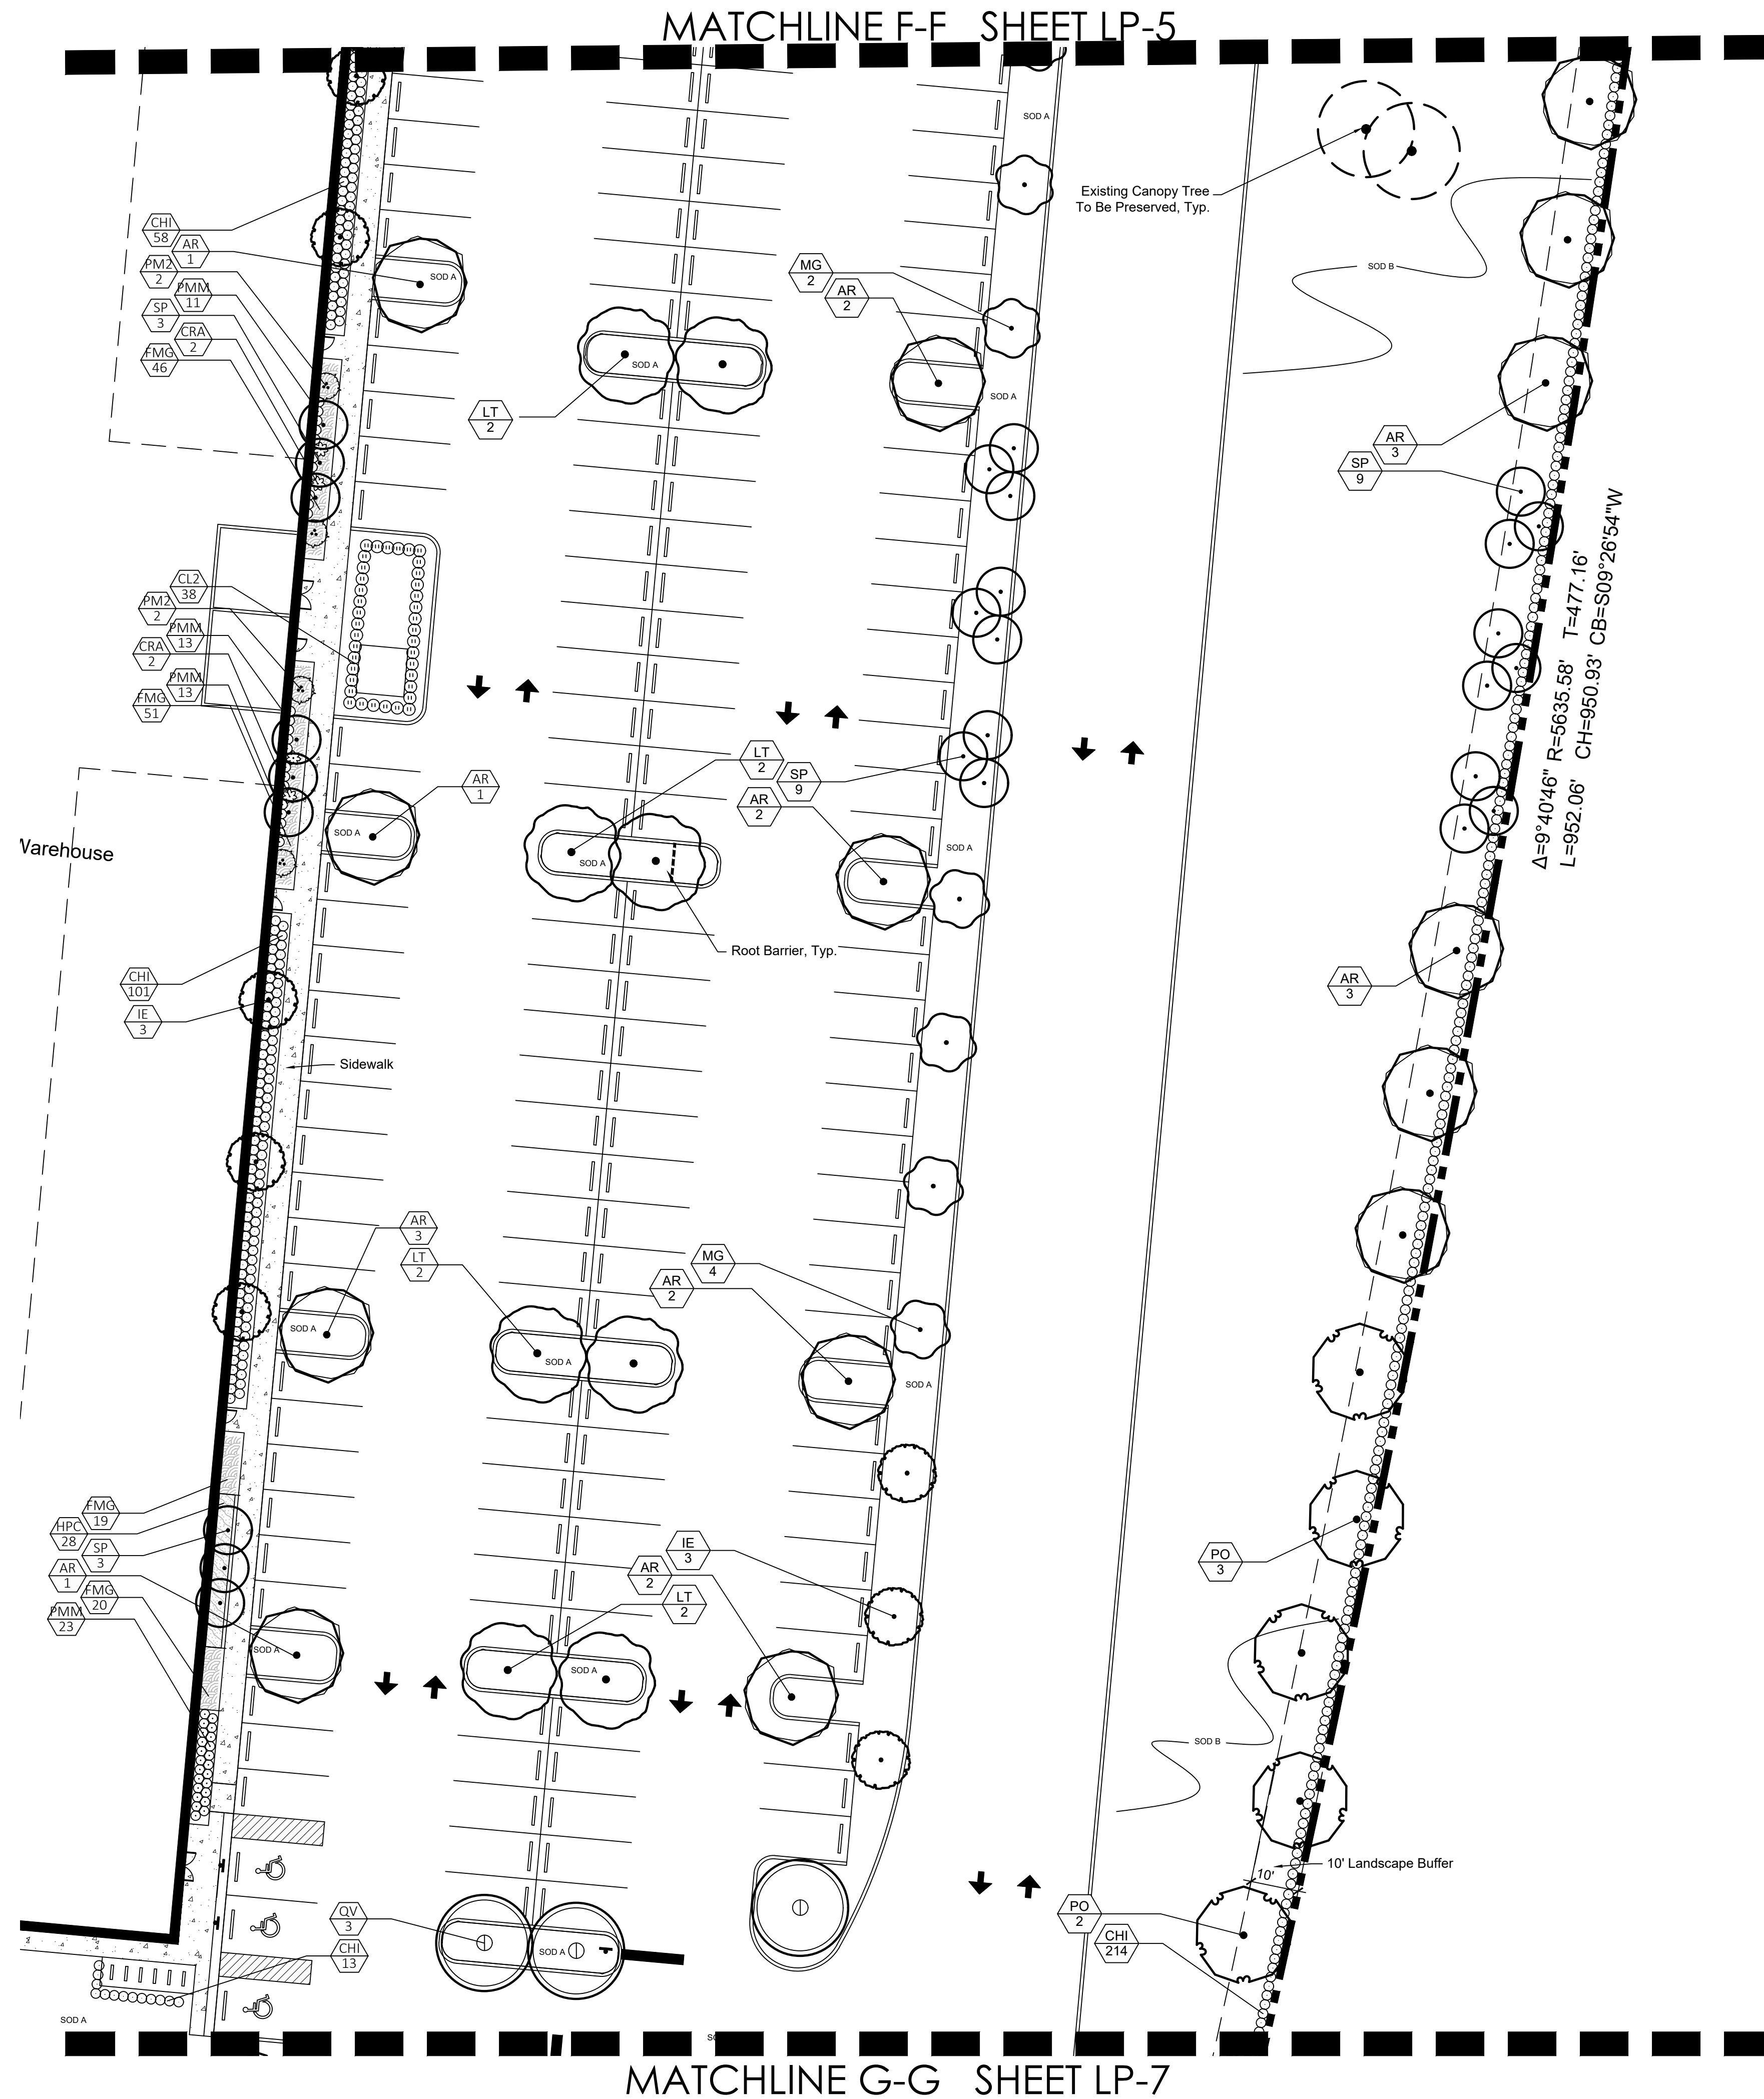 MATCHLINE F-F   SHEET LP-5
SOD A
Existing Canopy Tree
To Be Preserved, Typ.
SOD B
CHI
58
AR
1
PM2
2
PMM
11
SP
3
CRA
2
FMG
46
SOD A
MG
2
AR
2
SOD A
SOD A
LT
2
AR
3
SP
9
Δ=9°40'46" R=5635.58'   T=477.16'
L=952.06'   CH=950.93'  CB=S09°26'54"W
CL2
38
PM2
2
PMM
13
CRA
2
PMM
13
FMG
51
AR
1
SOD A
LT
2
SP
9
AR
2
SOD A
SOD A
Warehouse
Root Barrier, Typ.
CHI
101
IE
3
AR
3
Sidewalk
AR
3
LT
2
MG
4
AR
2
SOD A
SOD A
SOD A
FMG
19
HPC
28
SP
3
AR
1
FMG
20
PMM
23
SOD A
IE
3
AR
2
LT
2
SOD A
PO
3
SOD B
10' Landscape Buffer
10'
QV
3
CHI
13
SOD A
PO
2
CHI
214
SOD A
MATCHLINE G-G   SHEET LP-7